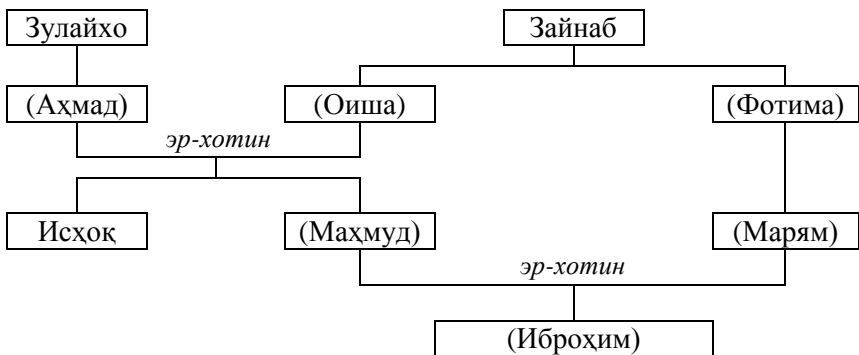 Зулайхо
Зайнаб
(Аҳмад)
(Оиша)
(Фотима)
эр-хотин
Исҳоқ
(Маҳмуд)
(Марям)
эр-хотин
(Иброҳим)